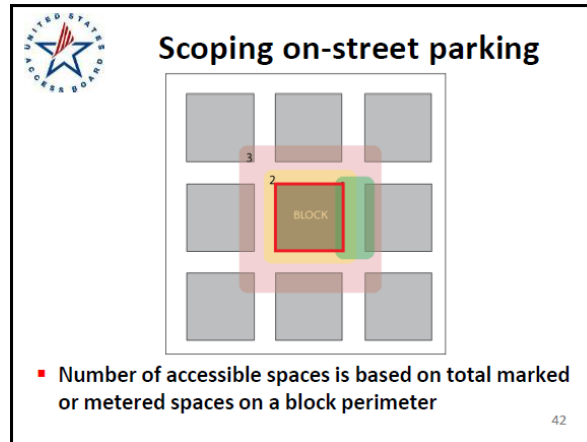 UNITED STATES
ACCESS BOARD
Scoping on-street parking
3
2
BLOCK
Number of accessible spaces is based on total marked
or metered spaces on a block perimeter
42